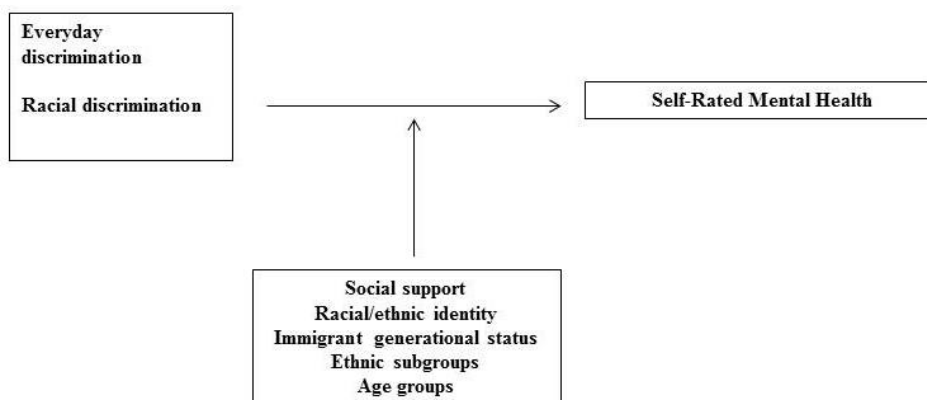 Everyday
discrimination
Racial discrimination
Self-Rated Mental Health
Social support
Racial/ethnic identity
Immigrant generational status
Ethnic subgroups
Age groups